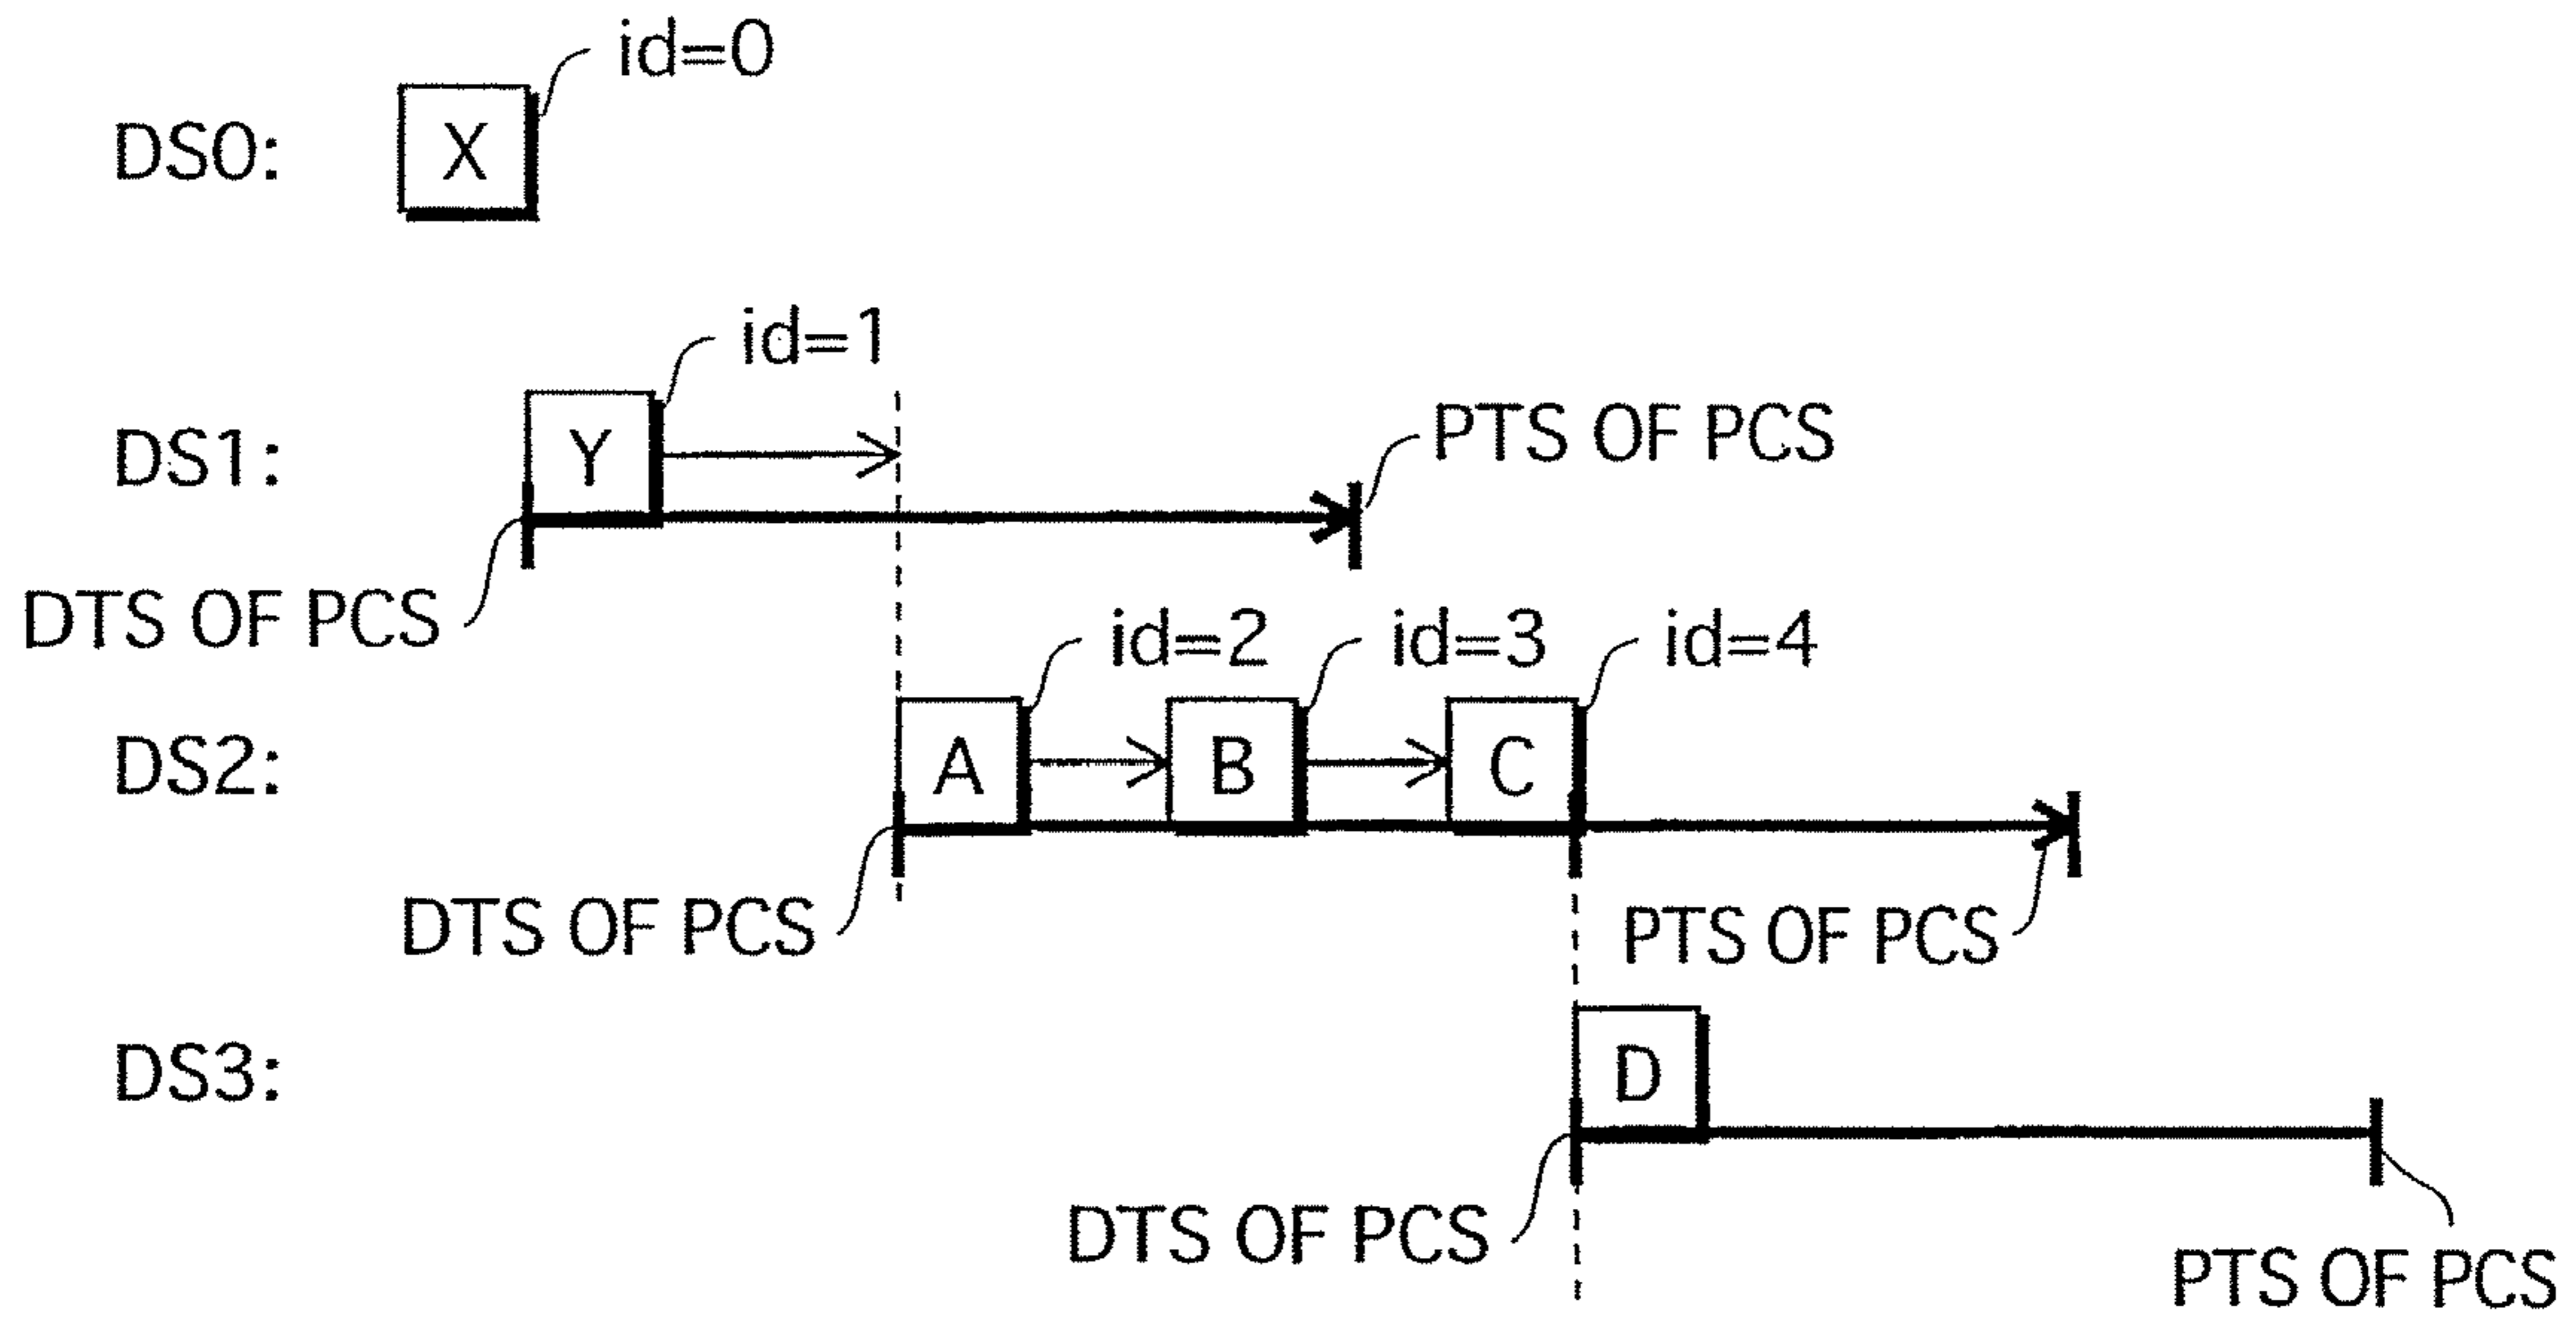 id=0
DS0:
X
id=1
DS1:
Y
PTS OF PCS
DTS OF PCS
id=2
id=3
id=4
DS2:
A
B
C
DTS OF PCS
PTS OF PCS
DS3:
D
DTS OF PCS
PTS OF PCS